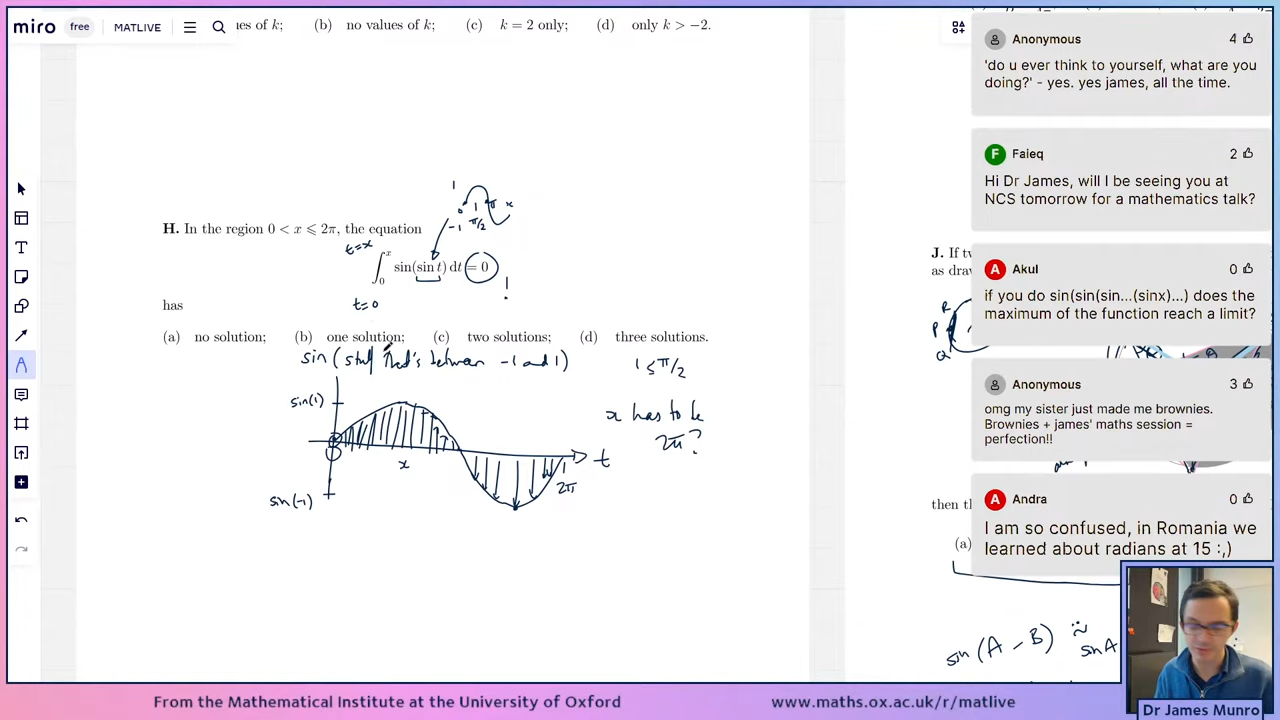 miro free MATLIVE
ues of k; (b) no values of k; (c) k = 2 only; (d) only k > −2.
1
0 1 π x
−1 π/2
H. In the region 0 < x ⩽ 2π, the equation
t=x
∫₀ˣ sin(sin t) dt = 0
!
t=0
has
(a) no solution; (b) one solution; (c) two solutions; (d) three solutions.
sin (stuff that's between −1 and 1)
1 ≤ π/2
sin(1)
x has to be
2π?
x
t
2π
sin(−1)
J. If tw
as draw
R
P
Q
then th
(a)
sin (A − B) ≈
sin A
Anonymous 4
'do u ever think to yourself, what are you
doing?' - yes. yes james, all the time.
F Faieq 2
Hi Dr James, will I be seeing you at
NCS tomorrow for a mathematics talk?
A Akul 0
if you do sin(sin(sin...(sinx)...) does the
maximum of the function reach a limit?
Anonymous 3
omg my sister just made me brownies.
Brownies + james' maths session =
perfection!!
A Andra 0
I am so confused, in Romania we
learned about radians at 15 :,)
From the Mathematical Institute at the University of Oxford
www.maths.ox.ac.uk/r/matlive
Dr James Munro